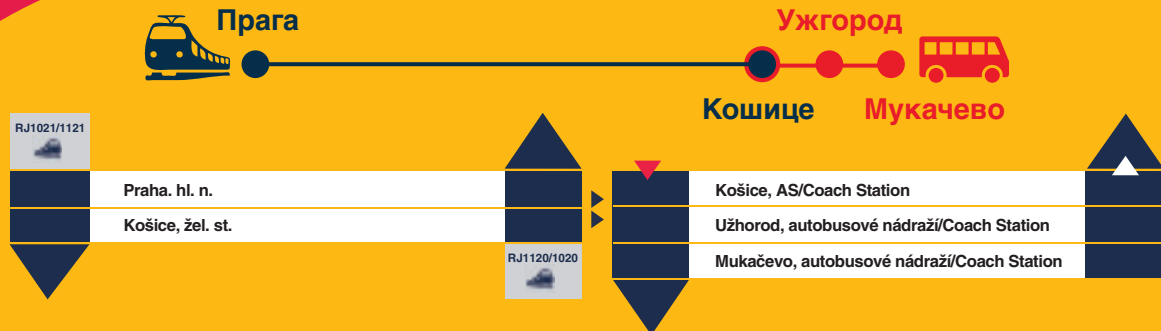 Прага
Ужгород
Кошице
Мукачево
RJ1021/1121
Praha. hl. n.
Košice, žel. st.
RJ1120/1020
Košice, AS/Coach Station
Užhorod, autobusové nádraží/Coach Station
Mukačevo, autobusové nádraží/Coach Station